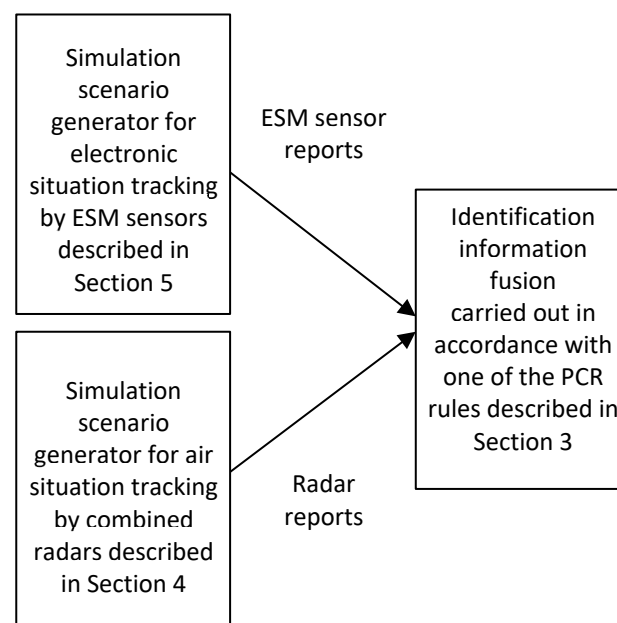 Simulation
scenario
generator for
electronic
situation tracking
by ESM sensors
described in
Section 5
ESM sensor
reports
Identification
information
fusion
carried out in
accordance with
one of the PCR
rules described in
Section 3
Simulation
scenario
generator for air
situation tracking
by combined
radars described
in Section 4
Radar
reports